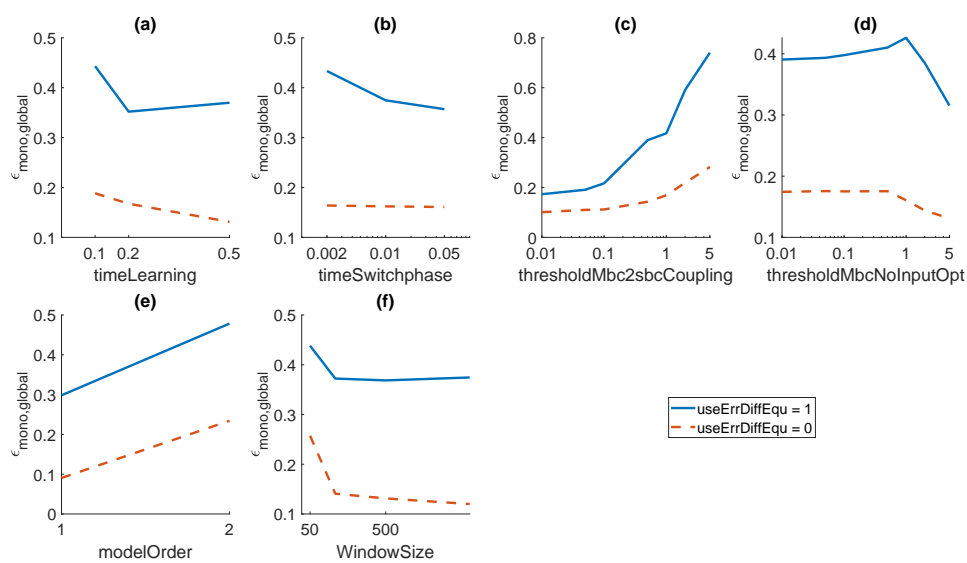 (a)
0.5
0.4
0.3
0.2
0.1
ϵmono,global
0.1 0.2 0.5
timeLearning
(b)
0.5
0.4
0.3
0.2
0.1
ϵmono,global
0.002 0.01 0.05
timeSwitchphase
(c)
0.8
0.6
0.4
0.2
0
ϵmono,global
0.01 0.1 1 5
thresholdMbc2sbcCoupling
(d)
0.4
0.3
0.2
0.1
0
ϵmono,global
0.01 0.1 1 5
thresholdMbcNoInputOpt
(e)
0.5
0.4
0.3
0.2
0.1
0
ϵmono,global
1 2
modelOrder
(f)
0.5
0.4
0.3
0.2
0.1
ϵmono,global
50 500
WindowSize
useErrDiffEqu = 1
useErrDiffEqu = 0